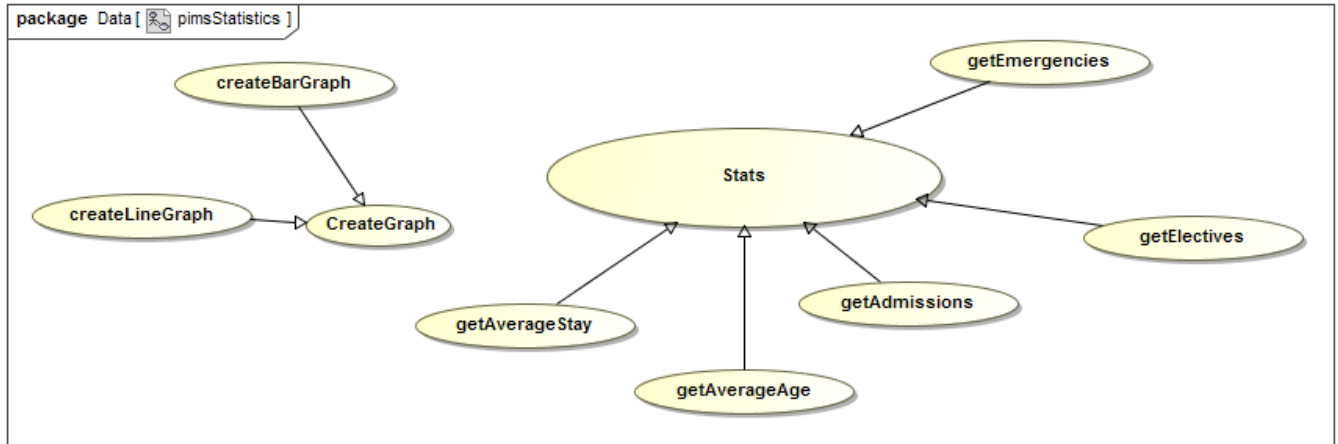 package Data [ pimsStatistics ]
createBarGraph
getEmergencies
Stats
createLineGraph
CreateGraph
getElectives
getAdmissions
getAverageStay
getAverageAge